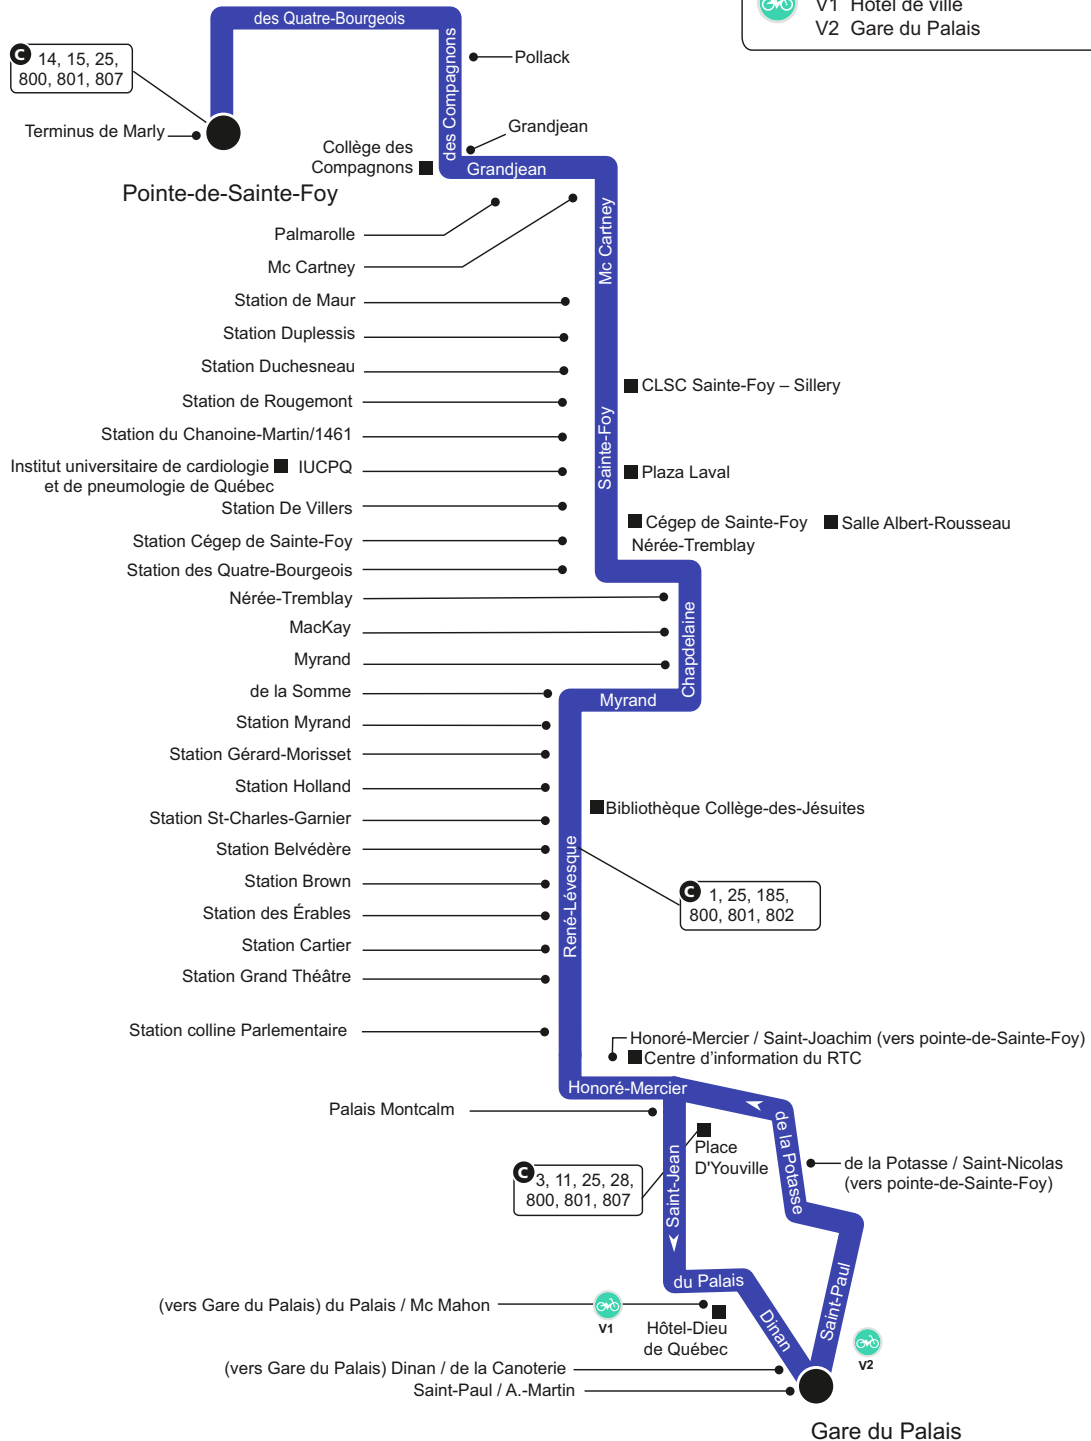 V1 Hôtel de ville
V2 Gare du Palais
des Quatre-Bourgeois
C 14, 15, 25,
800, 801, 807
des Compagnons
Pollack
Terminus de Marly
Grandjean
Collège des
Compagnons
Grandjean
Pointe-de-Sainte-Foy
Mc Cartney
Palmarolle
Mc Cartney
Station de Maur
Station Duplessis
Station Duchesneau
CLSC Sainte-Foy – Sillery
Station de Rougemont
Sainte-Foy
Station du Chanoine-Martin/1461
Institut universitaire de cardiologie
et de pneumologie de Québec
IUCPQ
Plaza Laval
Station De Villers
Cégep de Sainte-Foy
Salle Albert-Rousseau
Nérée-Tremblay
Station Cégep de Sainte-Foy
Station des Quatre-Bourgeois
Nérée-Tremblay
MacKay
Chapdelaine
Myrand
de la Somme
Myrand
Station Myrand
Station Gérard-Morisset
Station Holland
Bibliothèque Collège-des-Jésuites
Station St-Charles-Garnier
Station Belvédère
René-Lévesque
Station Brown
C 1, 25, 185,
800, 801, 802
Station des Érables
Station Cartier
Station Grand Théâtre
Station colline Parlementaire
Honoré-Mercier / Saint-Joachim (vers pointe-de-Sainte-Foy)
Centre d'information du RTC
Honoré-Mercier
Palais Montcalm
de la Potasse
Place
D'Youville
de la Potasse / Saint-Nicolas
(vers pointe-de-Sainte-Foy)
C 3, 11, 25, 28,
800, 801, 807
Saint-Jean
du Palais
Saint-Paul
(vers Gare du Palais) du Palais / Mc Mahon
V1
Hôtel-Dieu
de Québec
Dinan
V2
(vers Gare du Palais) Dinan / de la Canoterie
Saint-Paul / A.-Martin
Gare du Palais